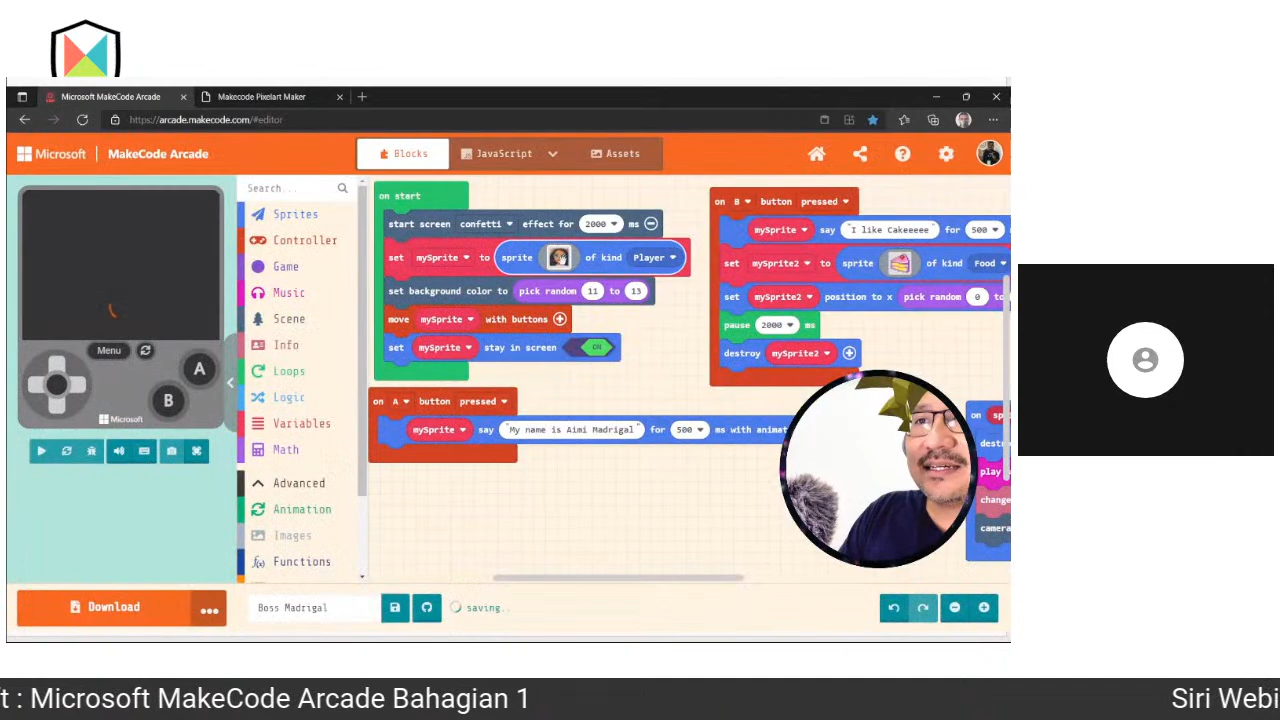 Microsoft MakeCode Arcade
Makecode Pixelart Maker
https://arcade.makecode.com/#editor
Microsoft | MakeCode Arcade
Blocks
JavaScript
Assets
Menu
A
B
Microsoft
Search...
Sprites
Controller
Game
Music
Scene
Info
Loops
Logic
Variables
Math
Advanced
Animation
Images
f(x) Functions
on start
start screen confetti effect for 2000 ms
set mySprite to sprite of kind Player
set background color to pick random 11 to 13
move mySprite with buttons
set mySprite stay in screen ON
on A button pressed
mySprite say "My name is Aimi Madrigal" for 500 ms with animat
on B button pressed
mySprite say "I like Cakeeeee" for 500 m
set mySprite2 to sprite of kind Food
set mySprite2 position to x pick random 0 to
pause 2000 ms
destroy mySprite2
on sp
destr
play
change
camera
Download
Boss Madrigal
saving..
t : Microsoft MakeCode Arcade Bahagian 1
Siri Webi